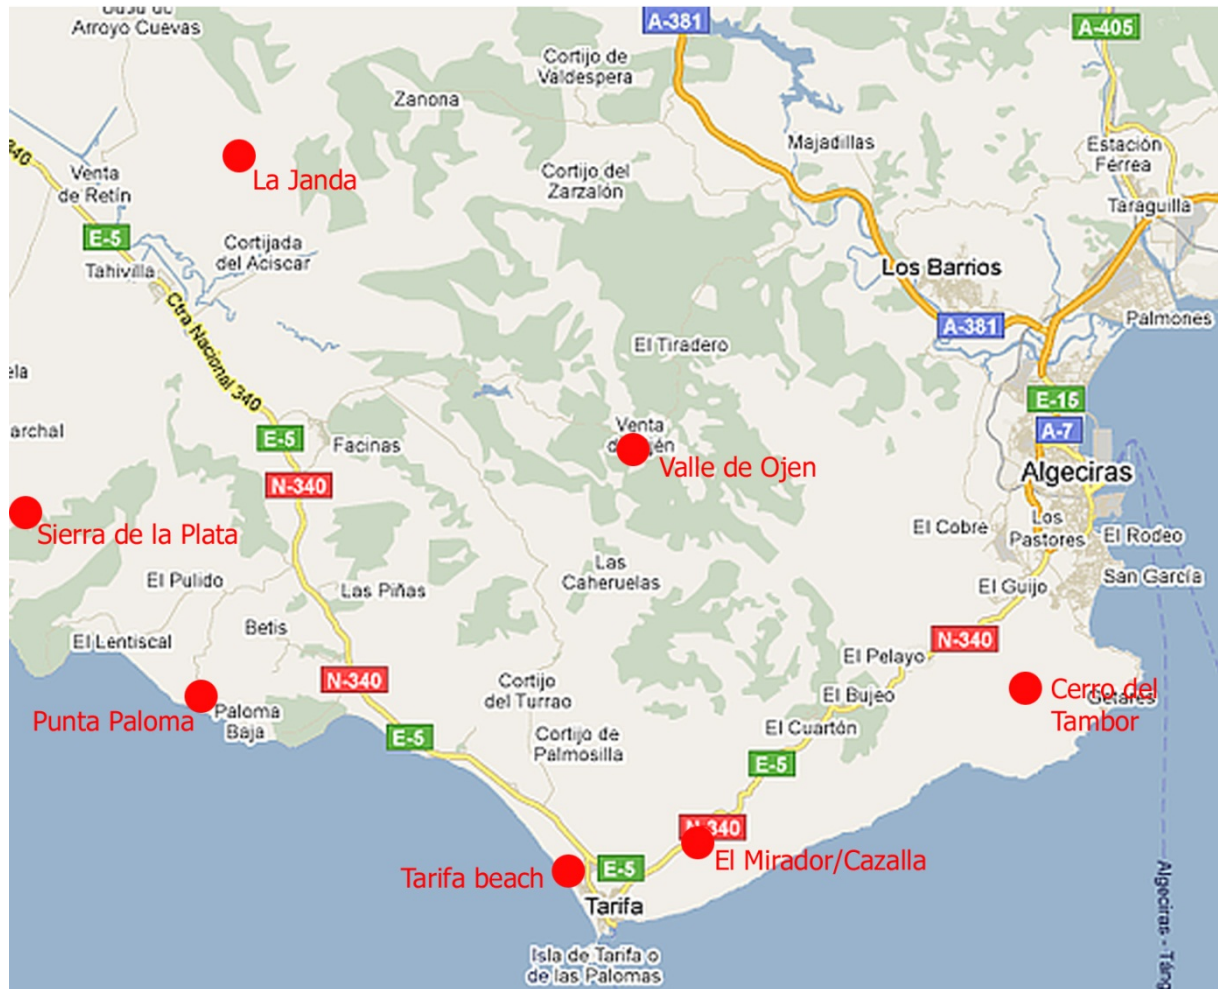 Arroyo Cuevas
A-381
A-405
Cortijo de
Valdespera
Zanona
Majadillas
Estación
Férrea
340
Venta
de Retín
La Janda
Cortijo del
Zarzalón
Taraguilla
E-5
Cortijada
del Aciscar
Tahivilla
Los Barrios
A-381
Palmones
Ctra Nacional 340
El Tiradero
E-15
A-7
E-5
Facinas
Venta
Valle de Ojen
Algeciras
N-340
Sierra de la Plata
El Cobre
Los
Pastores
El Rodeo
El Pulido
Las Piñas
Las
Caheruelas
El Guijo
San García
El Lentiscal
Betis
N-340
El Pelayo
N-340
Cortijo
del Turrao
El Bujeo
Cerro del
Tambor
Getares
Punta Paloma
Paloma
Baja
E-5
Cortijo de
Palmosilla
El Cuartón
E-5
N-340
El Mirador/Cazalla
Tarifa beach
E-5
Tarifa
Isla de Tarifa o
de las Palomas
Algeciras - Táng